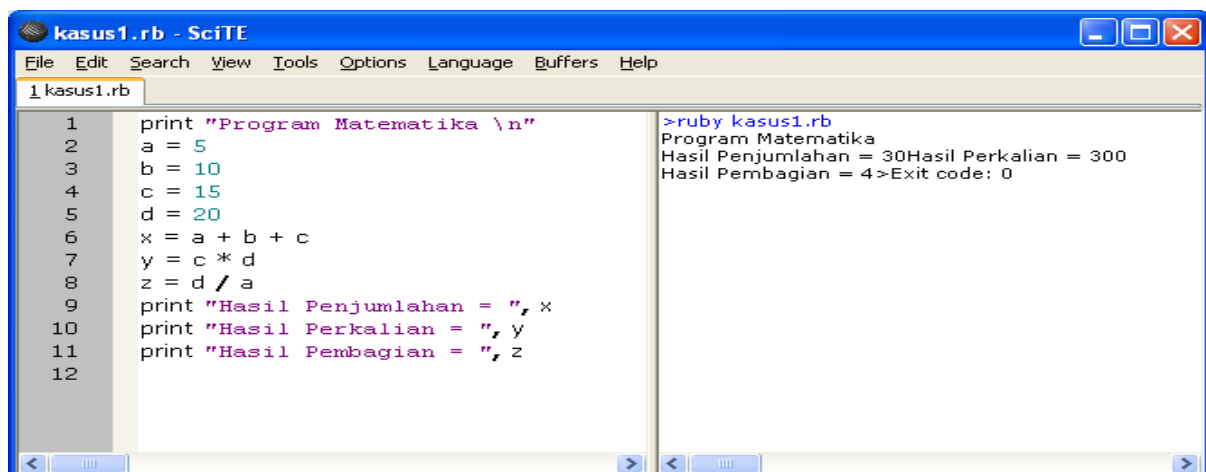 kasus1.rb - SciTE
File Edit Search View Tools Options Language Buffers Help
1 kasus1.rb
1 print "Program Matematika \n"
2 a = 5
3 b = 10
4 c = 15
5 d = 20
6 x = a + b + c
7 y = c * d
8 z = d / a
9 print "Hasil Penjumlahan = ", x
10 print "Hasil Perkalian = ", y
11 print "Hasil Pembagian = ", z
12
>ruby kasus1.rb
Program Matematika
Hasil Penjumlahan = 30Hasil Perkalian = 300
Hasil Pembagian = 4>Exit code: 0